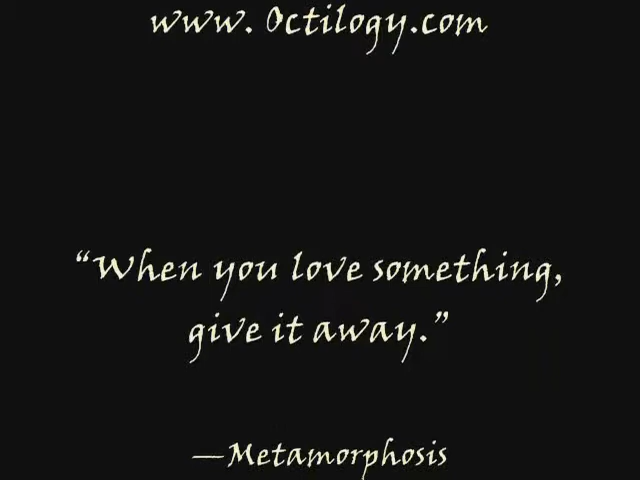 www. Octilogy.com
“When you love something,
give it away.”
—Metamorphosis